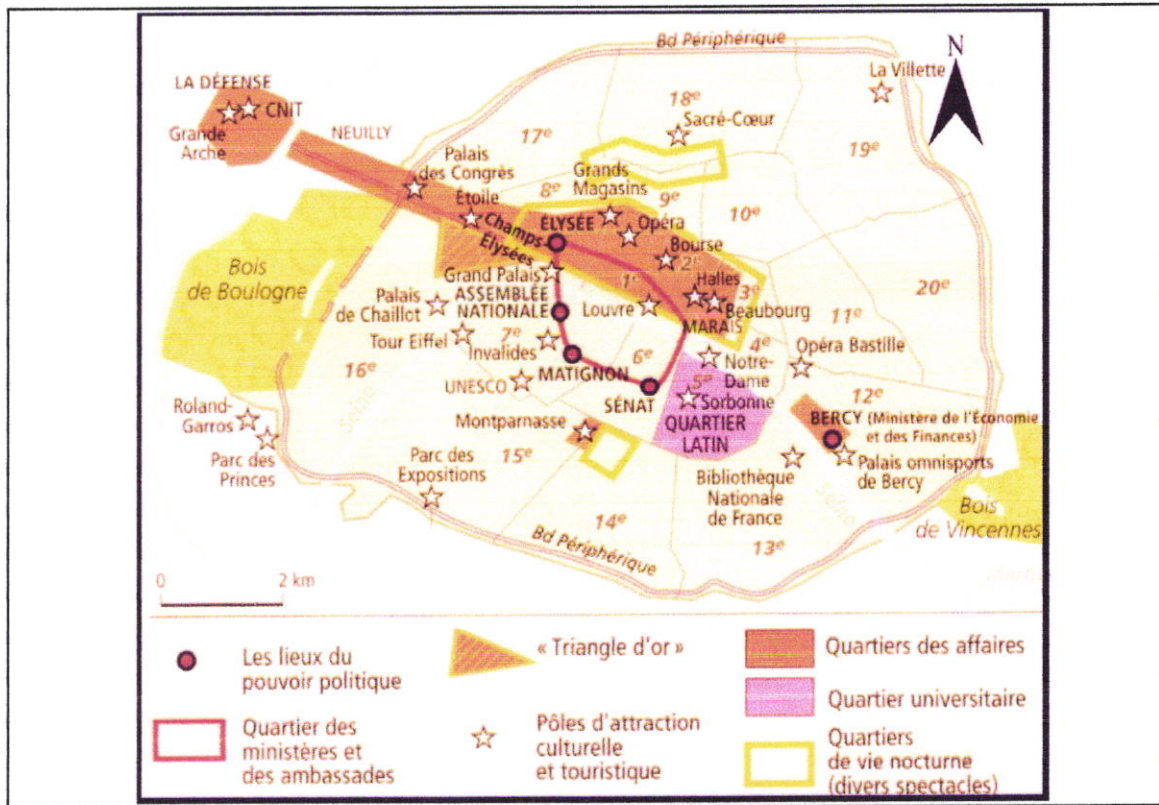 Bd Périphérique
N
La Villette
LA DÉFENSE
CNIT
Grande
Arche
NEUILLY
18e
Sacré-Cœur
17e
19e
Palais
des Congrès
Grands
Magasins
Étoile
8e
9e
10e
Champs
Élysées
ÉLYSÉE
Opéra
Bourse
2e
Bois
de Boulogne
Grand Palais
1er
Halles
3e
20e
Palais
de Chaillot
ASSEMBLÉE
NATIONALE
Louvre
Beaubourg
MARAIS
11e
Tour Eiffel
7e
Invalides
6e
4e
Opéra Bastille
16e
MATIGNON
Notre-
Dame
UNESCO
5e
Sorbonne
12e
Seine
SÉNAT
Roland-
Garros
Montparnasse
QUARTIER
LATIN
BERCY (Ministère de l'Économie
et des Finances)
Parc des
Princes
15e
Parc des
Expositions
Bibliothèque
Nationale
de France
Palais omnisports
de Bercy
Seine
Bois
de Vincennes
14e
13e
Bd Périphérique
0 2 km
Les lieux du
pouvoir politique
« Triangle d'or »
Quartiers des affaires
Quartier universitaire
Quartier des
ministères et
des ambassades
Pôles d'attraction
culturelle
et touristique
Quartiers
de vie nocturne
(divers spectacles)